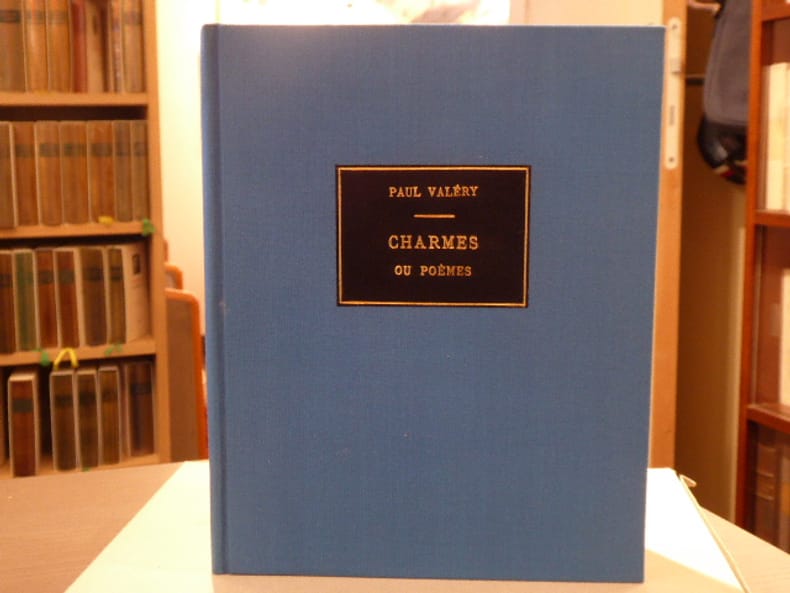 PAUL VALÉRY
CHARMES
OU POÈMES